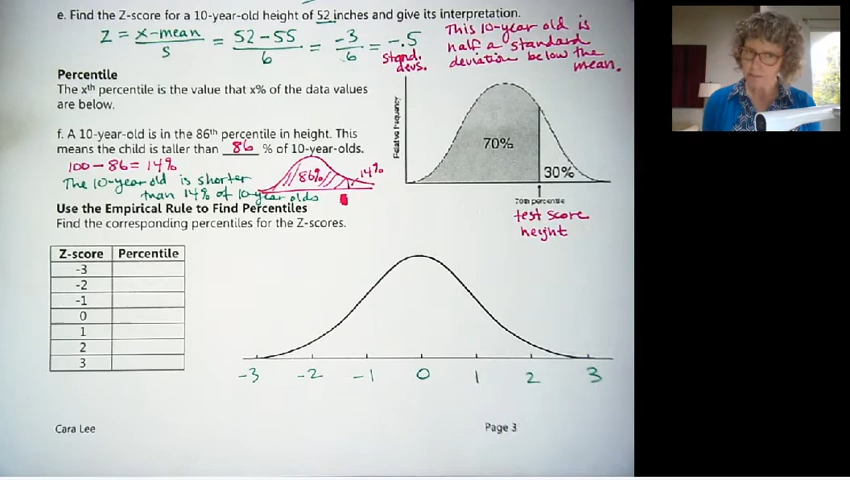 e. Find the Z-score for a 10-year-old height of 52 inches and give its interpretation.
Z = x-mean / s = 52-55 / 6 = -3 / 6 = -.5 stand. devs.
This 10-year old is
half a standard
deviation below the
mean.
Percentile
The xth percentile is the value that x% of the data values
are below.
f. A 10-year-old is in the 86th percentile in height. This
means the child is taller than 86 % of 10-year-olds.
100-86 = 14%
The 10-year old is shorter
than 14% of 10-year olds
86%
14%
Relative Frequency
70%
30%
70th percentile
test score
height
Use the Empirical Rule to Find Percentiles
Find the corresponding percentiles for the Z-scores.
Z-score Percentile
-3
-2
-1
0
1
2
3
-3 -2 -1 0 1 2 3
Cara Lee Page 3